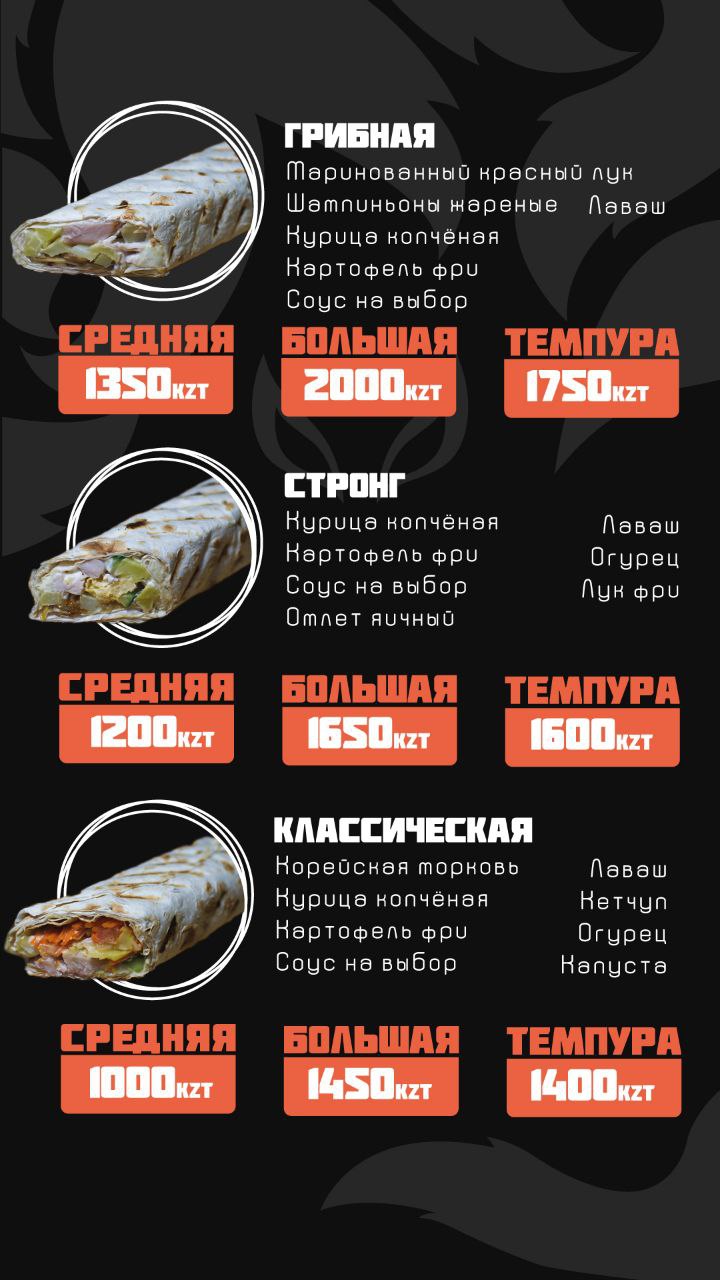 ГРИБНАЯ
Маринованный красный лук
Шампиньоны жареные Лаваш
Курица копчёная
Картофель фри
Соус на выбор
СРЕДНЯЯ БОЛЬШАЯ ТЕМПУРА
1350KZT 2000KZT 1750KZT
СТРОНГ
Курица копчёная Лаваш
Картофель фри Огурец
Соус на выбор Лук фри
Омлет яичный
СРЕДНЯЯ БОЛЬШАЯ ТЕМПУРА
1200KZT 1650KZT 1600KZT
КЛАССИЧЕСКАЯ
Корейская морковь Лаваш
Курица копчёная Кетчуп
Картофель фри Огурец
Соус на выбор Капуста
СРЕДНЯЯ БОЛЬШАЯ ТЕМПУРА
1000KZT 1450KZT 1400KZT